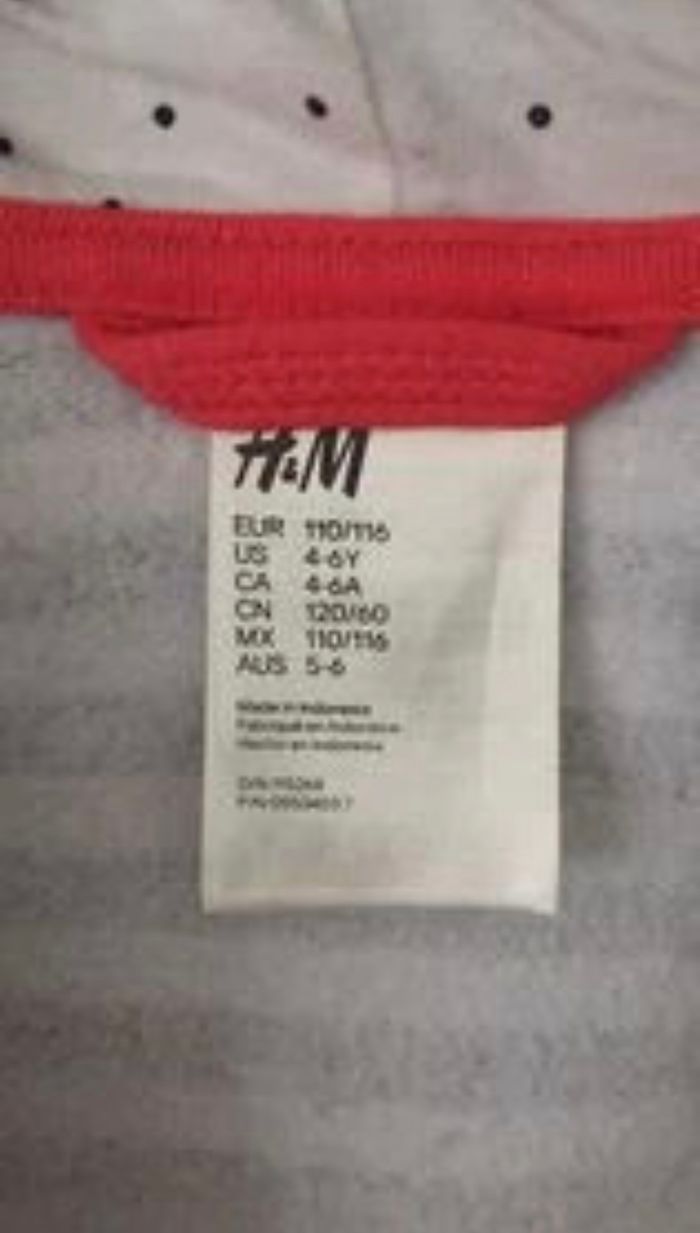 H&M
EUR 110/116
US 4-6Y
CA 4-6A
CN 120/60
MX 110/116
AUS 5-6
Made in Indonesia
Fabriqué en Indonésie
Hecho en Indonesia